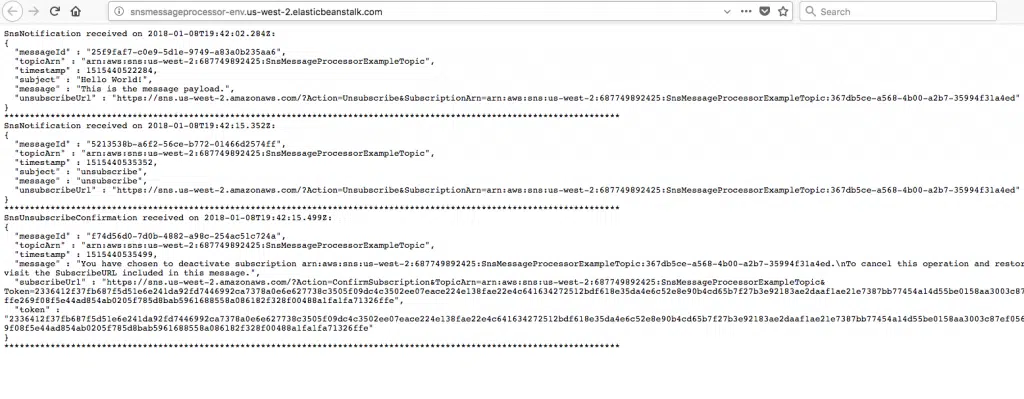 snsmessageprocessor-env.us-west-2.elasticbeanstalk.com
Search
SnsNotification received on 2018-01-08T19:42:02.284Z:
{
"messageId" : "25f9faf7-c0e9-5d1e-9749-a83a0b235aa6",
"topicArn" : "arn:aws:sns:us-west-2:687749892425:SnsMessageProcessorExampleTopic",
"timestamp" : 1515440522284,
"subject" : "Hello World!",
"message" : "This is the message payload.",
"unsubscribeUrl" : "https://sns.us-west-2.amazonaws.com/?Action=Unsubscribe&SubscriptionArn=arn:aws:sns:us-west-2:687749892425:SnsMessageProcessorExampleTopic:367db5ce-a568-4b00-a2b7-35994f31a4ed"
}
************************************************************************************************************************
SnsNotification received on 2018-01-08T19:42:15.352Z:
{
"messageId" : "5213538b-a6f2-56ce-b772-01466d2574ff",
"topicArn" : "arn:aws:sns:us-west-2:687749892425:SnsMessageProcessorExampleTopic",
"timestamp" : 1515440535352,
"subject" : "unsubscribe",
"message" : "unsubscribe",
"unsubscribeUrl" : "https://sns.us-west-2.amazonaws.com/?Action=Unsubscribe&SubscriptionArn=arn:aws:sns:us-west-2:687749892425:SnsMessageProcessorExampleTopic:367db5ce-a568-4b00-a2b7-35994f31a4ed"
}
************************************************************************************************************************
SnsUnsubscribeConfirmation received on 2018-01-08T19:42:15.499Z:
{
"messageId" : "f74d56d0-7d0b-4882-a98c-254ac51c724a",
"topicArn" : "arn:aws:sns:us-west-2:687749892425:SnsMessageProcessorExampleTopic",
"timestamp" : 1515440535499,
"message" : "You have chosen to deactivate subscription arn:aws:sns:us-west-2:687749892425:SnsMessageProcessorExampleTopic:367db5ce-a568-4b00-a2b7-35994f31a4ed.\nTo cancel this operation and restor
visit the SubscribeURL included in this message.",
"subscribeUrl" : "https://sns.us-west-2.amazonaws.com/?Action=ConfirmSubscription&TopicArn=arn:aws:sns:us-west-2:687749892425:SnsMessageProcessorExampleTopic&
Token=2336412f37fb687f5d51e6e241da92fd7446992ca7378a0e6e627738c3505f09dc4c3502ee07eace224e138fae22e4c641634272512bdf618e35da4e6c52e8e90b4cd65b7f27b3e92183ae2daaf1ae21e7387bb77454a14d55be0158aa3003c87
ffe269f08f5e44ad854ab0205f785d8bab5961688558a086182f328f00488a1fa1fa71326ffe",
"token" :
"2336412f37fb687f5d51e6e241da92fd7446992ca7378a0e6e627738c3505f09dc4c3502ee07eace224e138fae22e4c641634272512bdf618e35da4e6c52e8e90b4cd65b7f27b3e92183ae2daaf1ae21e7387bb77454a14d55be0158aa3003c87ef056
9f08f5e44ad854ab0205f785d8bab5961688558a086182f328f00488a1fa1fa71326ffe"
}
************************************************************************************************************************